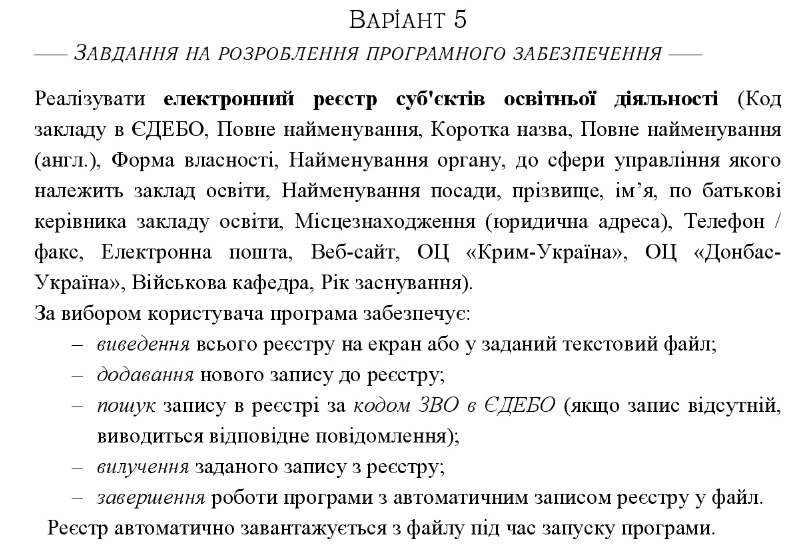 ВАРІАНТ 5
—— ЗАВДАННЯ НА РОЗРОБЛЕННЯ ПРОГРАМНОГО ЗАБЕЗПЕЧЕННЯ ——
Реалізувати електронний реєстр суб'єктів освітньої діяльності (Код
закладу в ЄДЕБО, Повне найменування, Коротка назва, Повне найменування
(англ.), Форма власності, Найменування органу, до сфери управління якого
належить заклад освіти, Найменування посади, прізвище, ім’я, по батькові
керівника закладу освіти, Місцезнаходження (юридична адреса), Телефон /
факс, Електронна пошта, Веб-сайт, ОЦ «Крим-Україна», ОЦ «Донбас-
Україна», Військова кафедра, Рік заснування).
За вибором користувача програма забезпечує:
– виведення всього реєстру на екран або у заданий текстовий файл;
– додавання нового запису до реєстру;
– пошук запису в реєстрі за кодом ЗВО в ЄДЕБО (якщо запис відсутній,
виводиться відповідне повідомлення);
– вилучення заданого запису з реєстру;
– завершення роботи програми з автоматичним записом реєстру у файл.
Реєстр автоматично завантажується з файлу під час запуску програми.